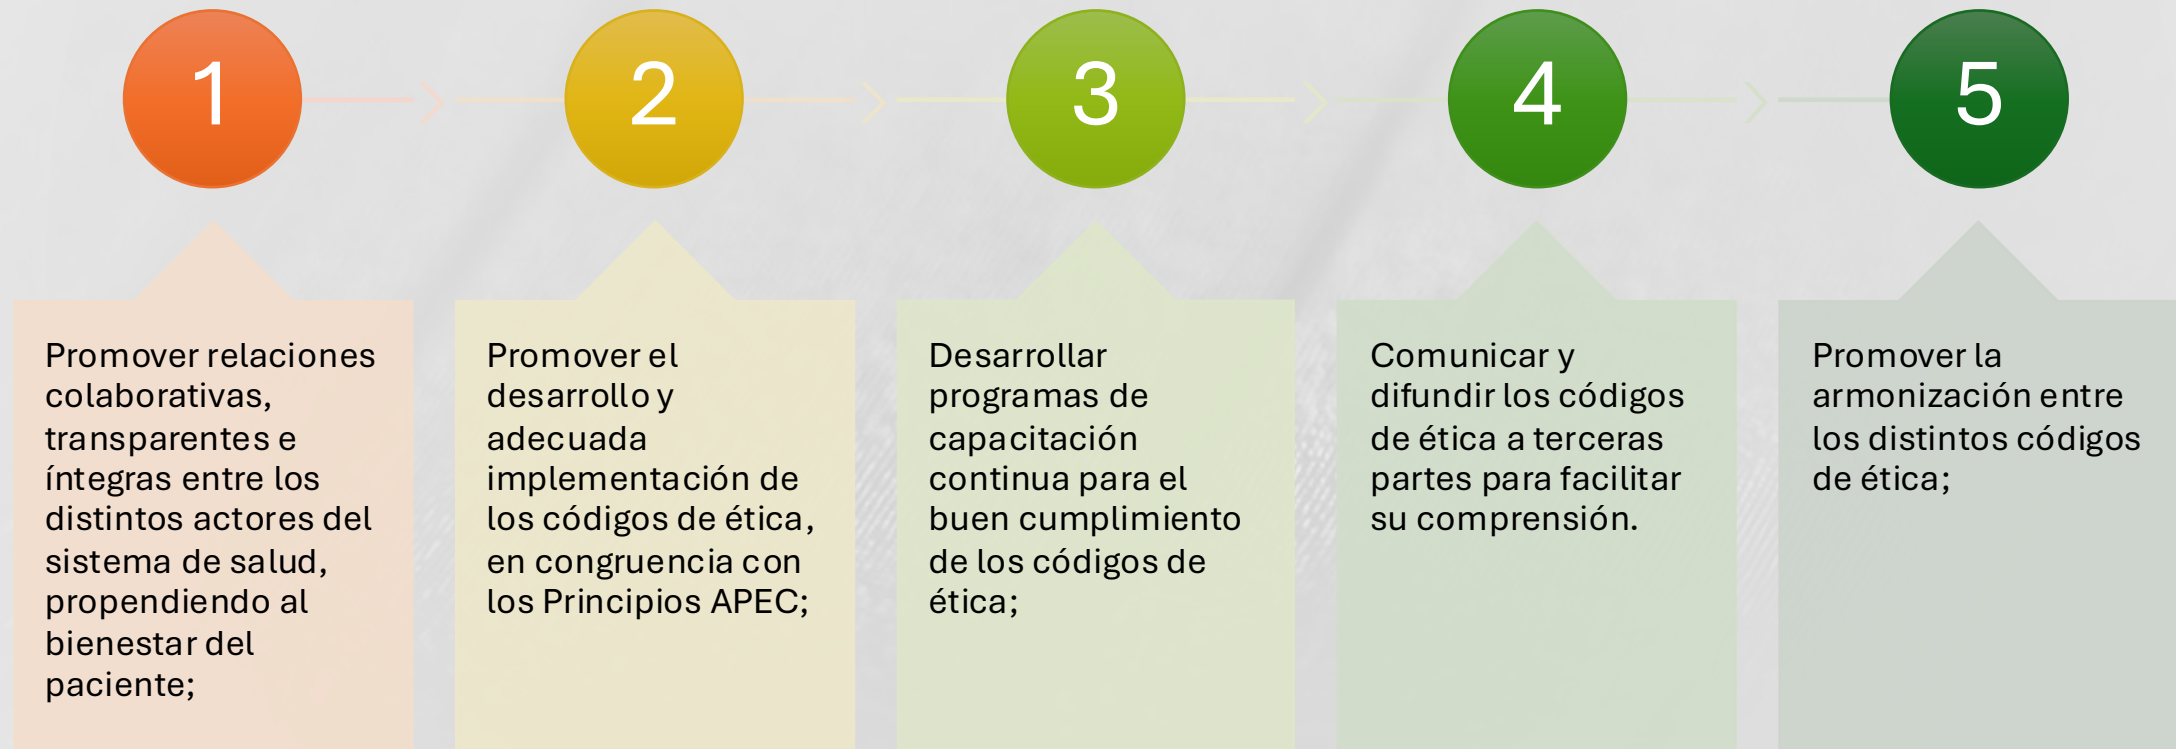 1
Promover relaciones
colaborativas,
transparentes e
íntegras entre los
distintos actores del
sistema de salud,
propendiendo al
bienestar del
paciente;
2
Promover el
desarrollo y
adecuada
implementación de
los códigos de ética,
en congruencia con
los Principios APEC;
3
Desarrollar
programas de
capacitación
continua para el
buen cumplimiento
de los códigos de
ética;
4
Comunicar y
difundir los códigos
de ética a terceras
partes para facilitar
su comprensión.
5
Promover la
armonización entre
los distintos códigos
de ética;